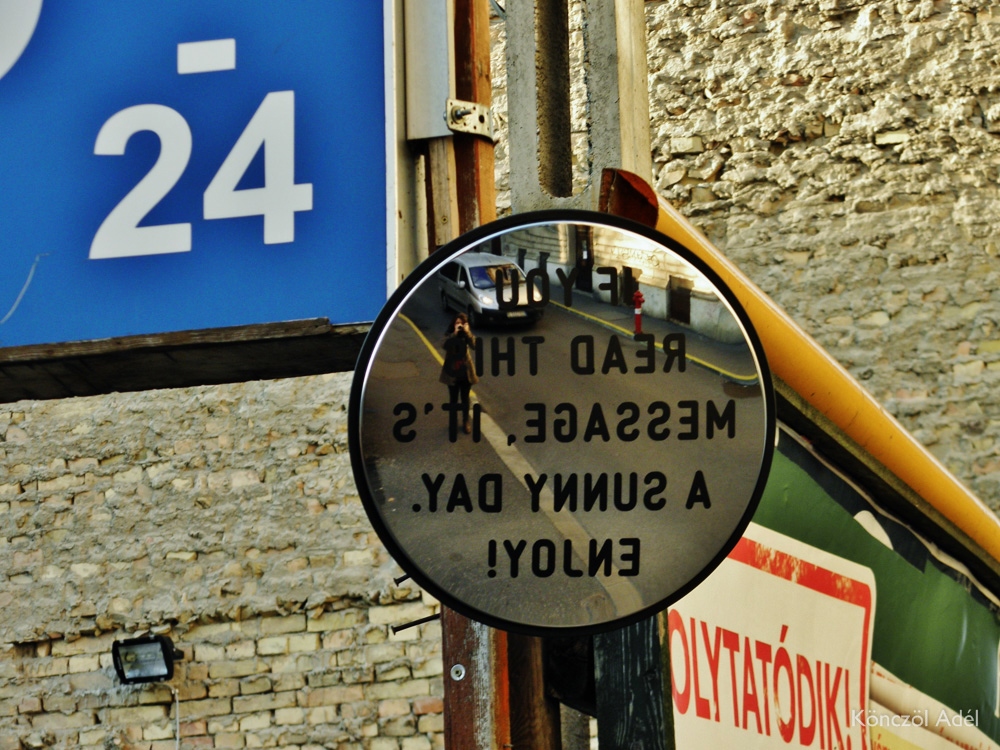 - 24
IF YOU
READ THIS
MESSAGE, IT'S
A SUNNY DAY.
ENJOY!
OLYTATÓDIK!
Könczöl Adél